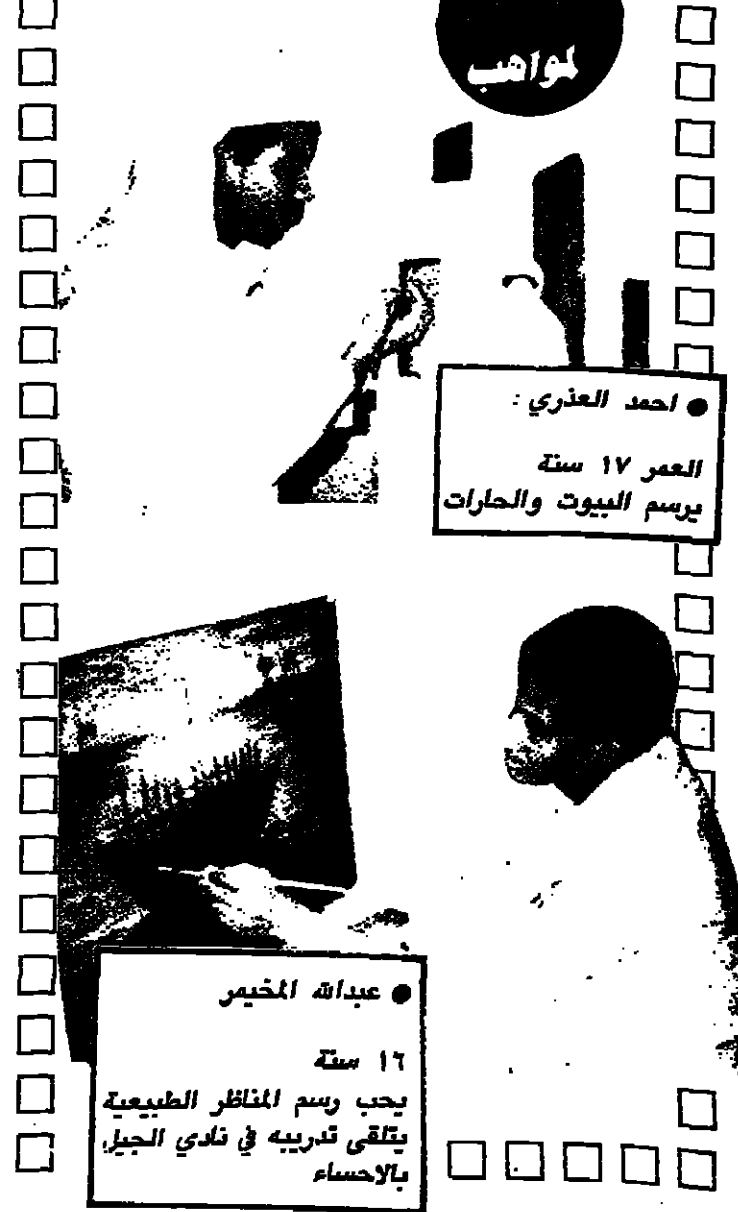 لمواهب
● احمد العذري :
العمر ١٧ سنة
يرسم البيوت والحارات
● عبدالله المخيمر
١٦ سنة
يحب رسم المناظر الطبيعية
يتلقى تدريبه في نادي الجيل
بالاحساء